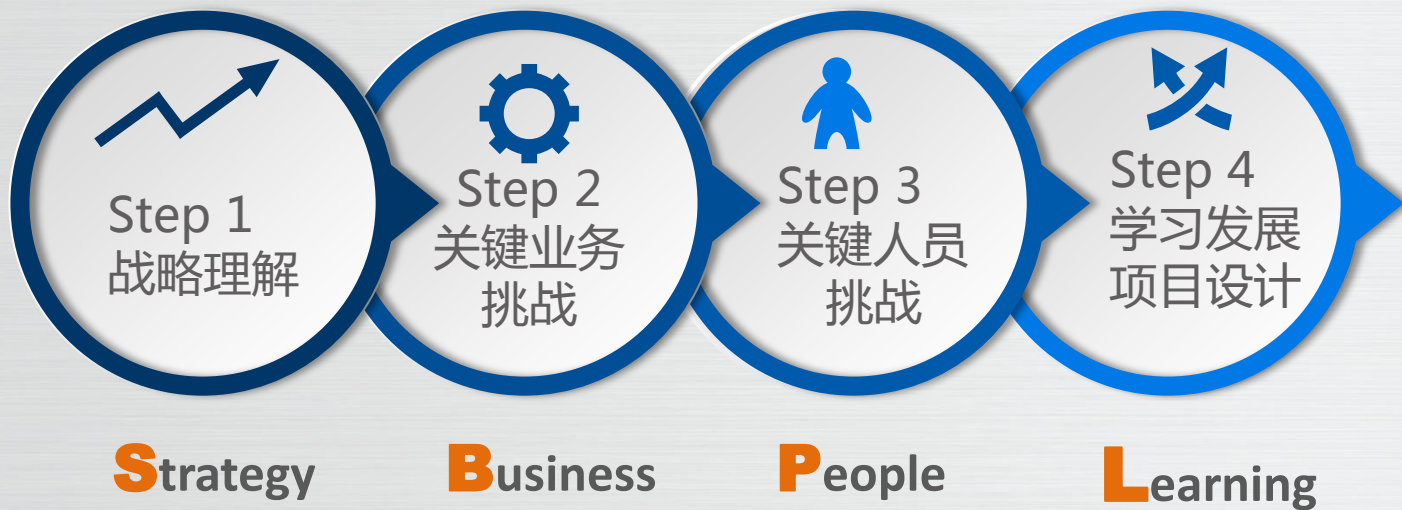 Step 1
战略理解
Step 2
关键业务
挑战
Step 3
关键人员
挑战
Step 4
学习发展
项目设计
Strategy
Business
People
Learning